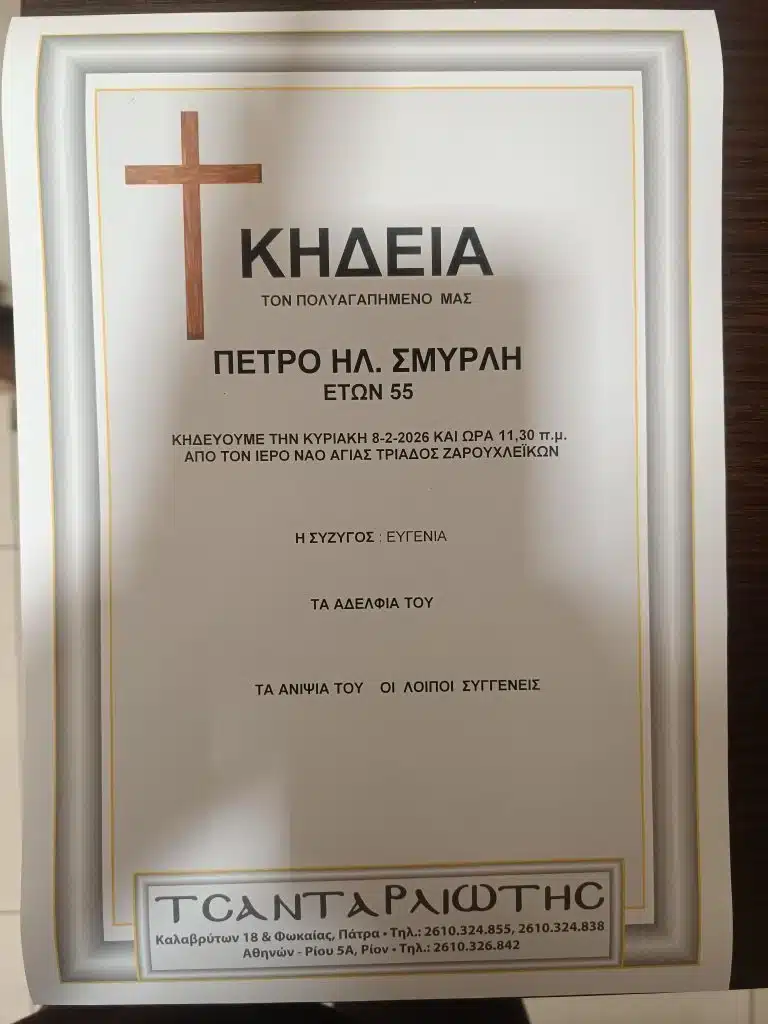 ΚΗΔΕΙΑ
ΤΟΝ ΠΟΛΥΑΓΑΠΗΜΕΝΟ ΜΑΣ
ΠΕΤΡΟ ΗΛ. ΣΜΥΡΛΗ
ΕΤΩΝ 55
ΚΗΔΕΥΟΥΜΕ ΤΗΝ ΚΥΡΙΑΚΗ 8-2-2026 ΚΑΙ ΩΡΑ 11,30 π.μ.
ΑΠΟ ΤΟΝ ΙΕΡΟ ΝΑΟ ΑΓΙΑΣ ΤΡΙΑΔΟΣ ΖΑΡΟΥΧΛΕΪΚΩΝ
Η ΣΥΖΥΓΟΣ : ΕΥΓΕΝΙΑ
ΤΑ ΑΔΕΛΦΙΑ ΤΟΥ
ΤΑ ΑΝΙΨΙΑ ΤΟΥ ΟΙ ΛΟΙΠΟΙ ΣΥΓΓΕΝΕΙΣ
ΤΣΑΝΤΑΡΛΙΩΤΗΣ
Καλαβρύτων 18 & Φωκαίας, Πάτρα • Τηλ.: 2610.324.855, 2610.324.838
Αθηνών - Ρίου 5Α, Ρίον • Τηλ.: 2610.326.842